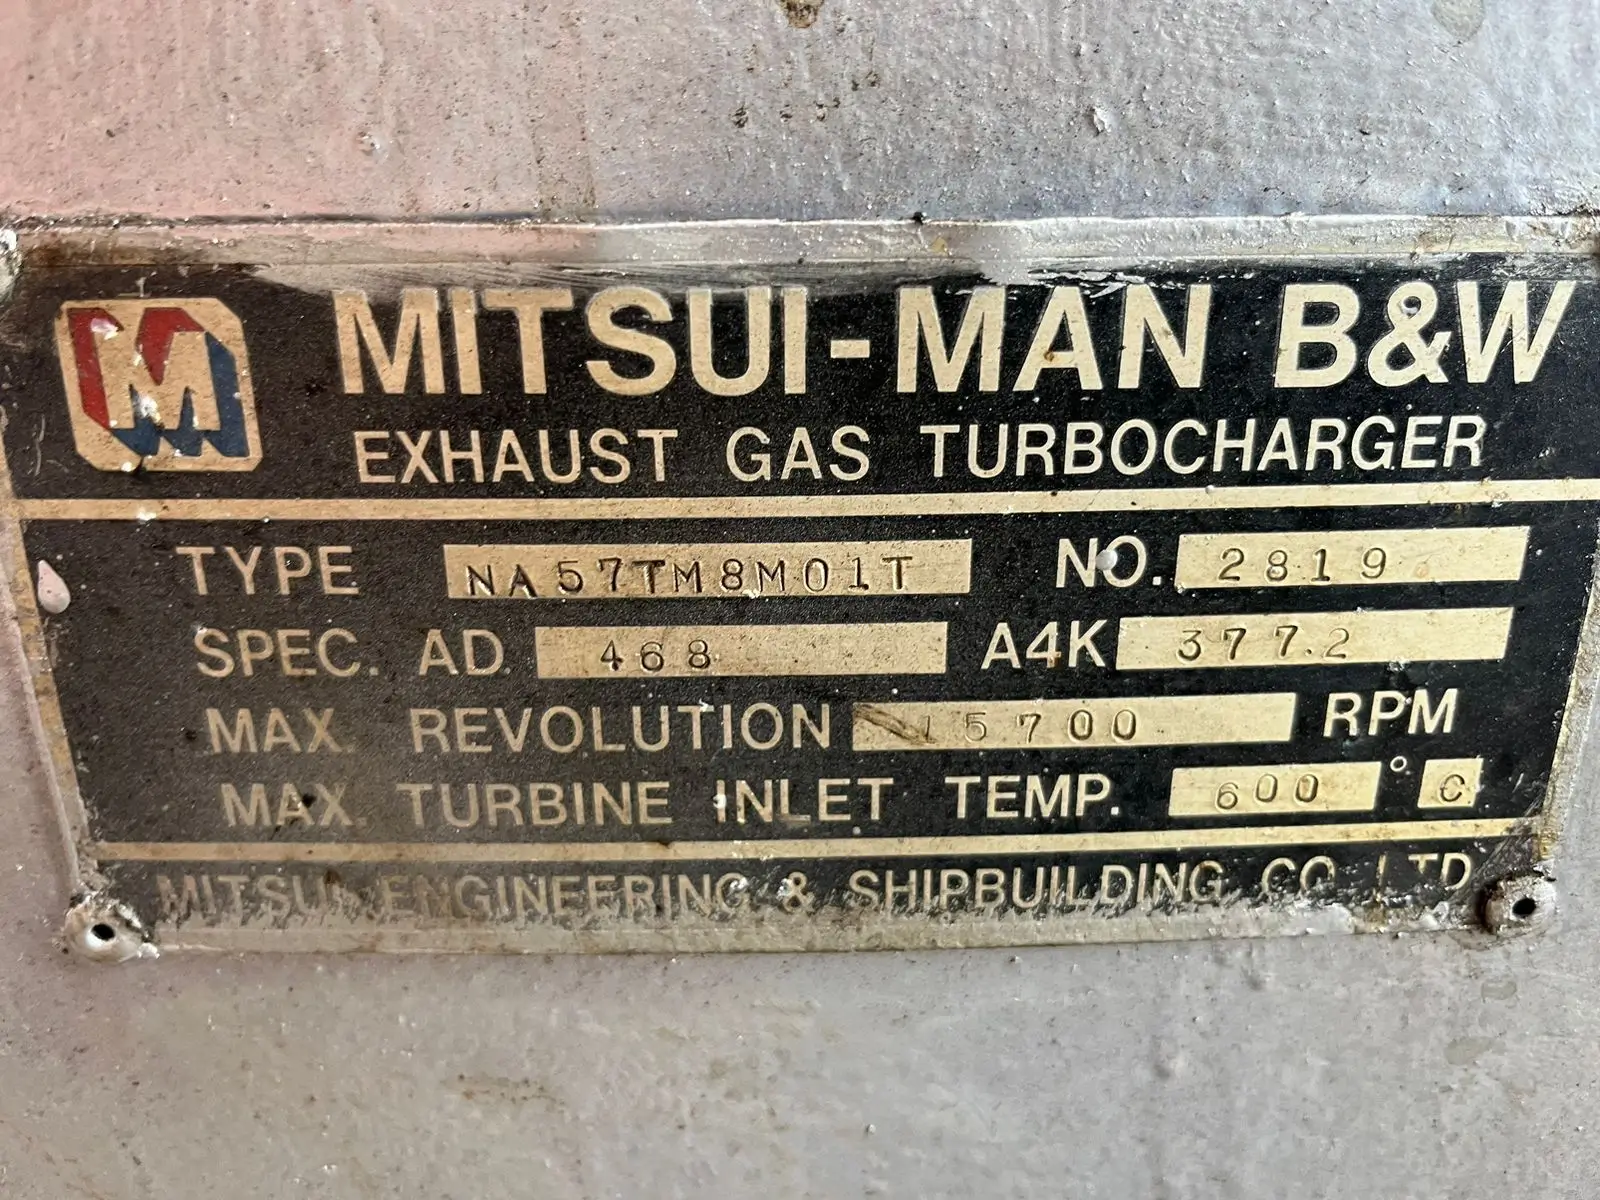 M
MITSUI-MAN B&W
EXHAUST GAS TURBOCHARGER
TYPE NA57TM8M01T NO. 2819
SPEC. AD. 468 A4K 377.2
MAX. REVOLUTION 15700 RPM
MAX. TURBINE INLET TEMP. 600 °C
MITSUI ENGINEERING & SHIPBUILDING CO. LTD